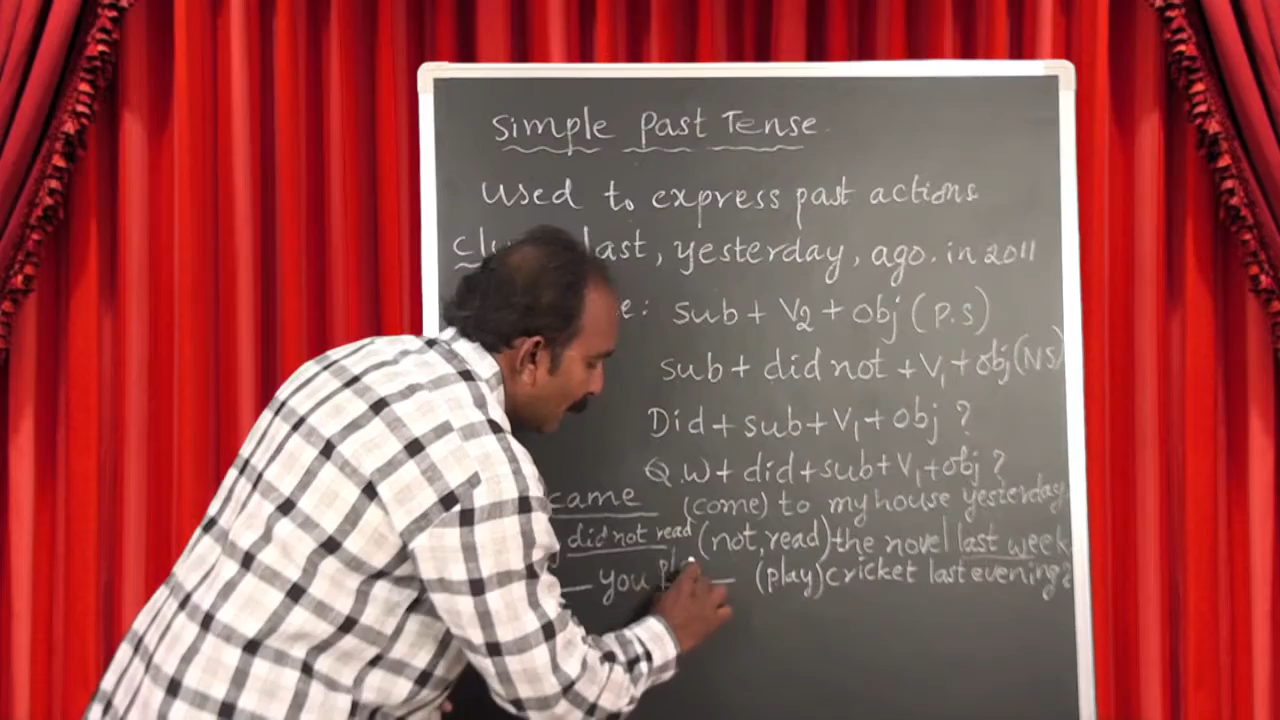 Simple Past Tense
used to express past actions
last, yesterday, ago. in 2011
sub + V2 + obj (P.S)
sub + did not + V1 + obj (NS)
Did + sub + V1 + obj ?
Q.W + did + sub + V1 + obj ?
came (come) to my house yesterday
did not read (not, read) the novel last week
you (play) cricket last evening?